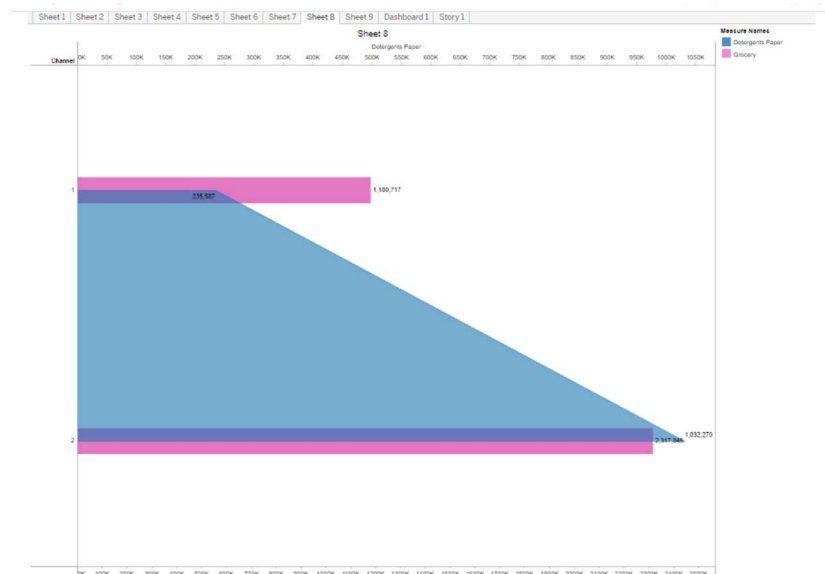 Sheet 1 Sheet 2 Sheet 3 Sheet 4 Sheet 5 Sheet 6 Sheet 7 Sheet 8 Sheet 9 Dashboard 1 Story 1
Sheet 8
Measure Names
Detergents Paper
Grocery
Detergents Paper
Channel
0K 50K 100K 150K 200K 250K 300K 350K 400K 450K 500K 550K 600K 650K 700K 750K 800K 850K 900K 950K 1000K 1050K
1
1,180,717
235,587
2
1,032,270
2,317,845